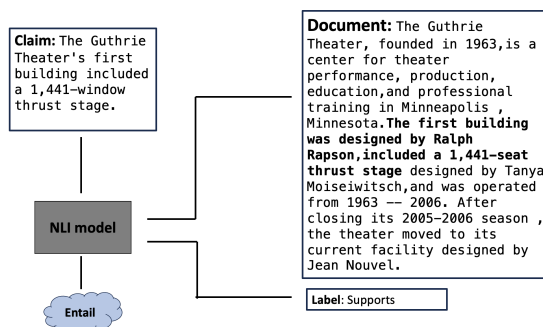 Claim: The Guthrie
Theater's first
building included
a 1,441-window
thrust stage.
NLI model
Entail
Document: The Guthrie
Theater, founded in 1963,is a
center for theater
performance, production,
education,and professional
training in Minneapolis ,
Minnesota.The first building
was designed by Ralph
Rapson,included a 1,441-seat
thrust stage designed by Tanya
Moiseiwitsch,and was operated
from 1963 –– 2006. After
closing its 2005–2006 season ,
the theater moved to its
current facility designed by
Jean Nouvel.
Label: Supports